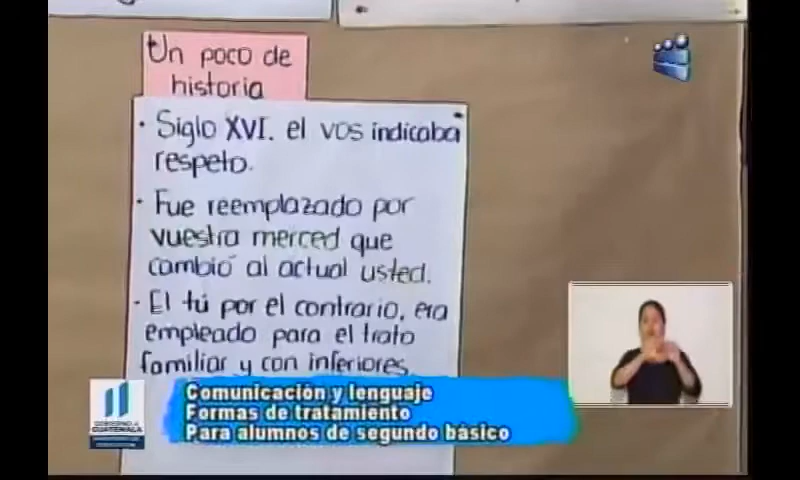 Un poco de
historia
• Siglo XVI. el vos indicaba
respeto.
• Fue reemplazado por
vuestra merced que
cambió al actual usted.
• El tú por el contrario, era
empleado para el trato
familiar y con inferiores.
Comunicación y lenguaje
Formas de tratamiento
Para alumnos de segundo básico
GUATEMALA